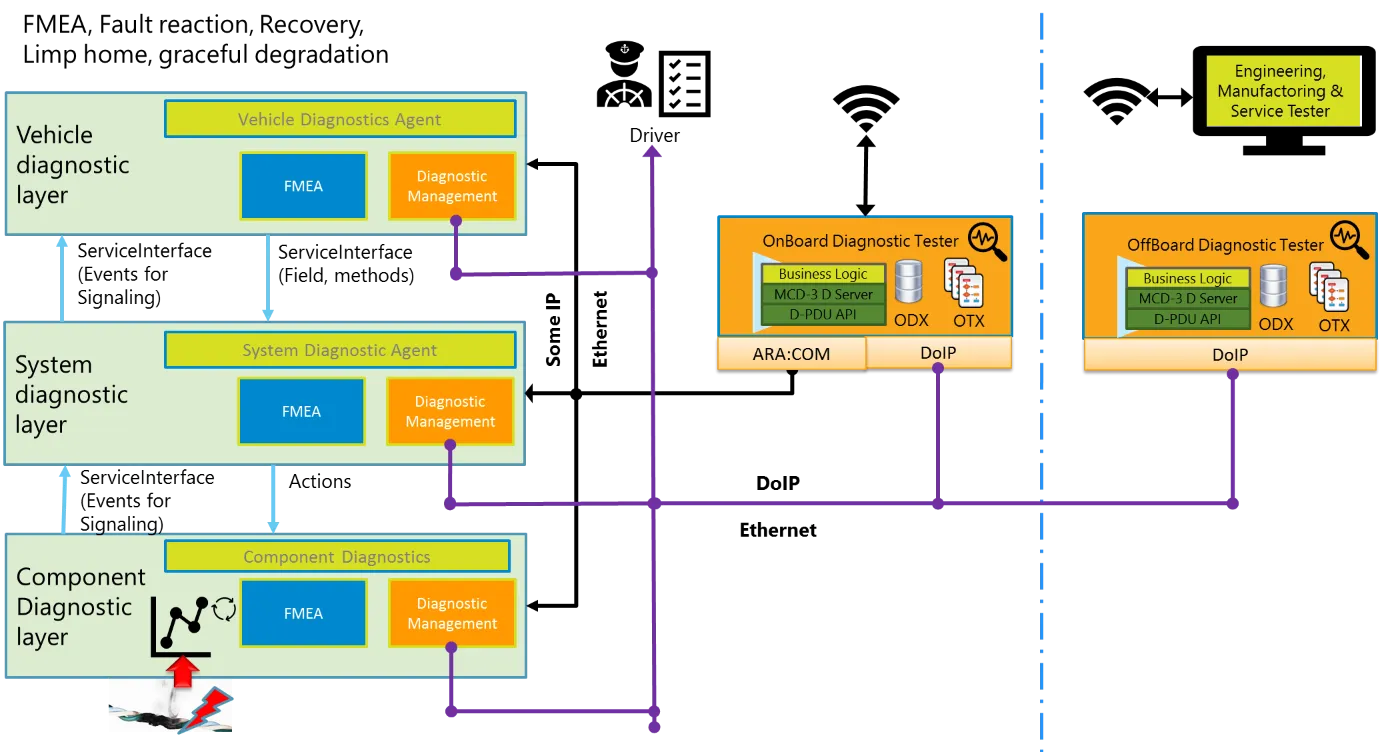 FMEA, Fault reaction, Recovery,
Limp home, graceful degradation
Vehicle
diagnostic
layer
Vehicle Diagnostics Agent
FMEA
Diagnostic
Management
ServiceInterface
(Events for
Signaling)
ServiceInterface
(Field, methods)
System
diagnostic
layer
System Diagnostic Agent
FMEA
Diagnostic
Management
ServiceInterface
(Events for
Signaling)
Actions
Component
Diagnostic
layer
Component Diagnostics
FMEA
Diagnostic
Management
Some IP
Ethernet
Driver
OnBoard Diagnostic Tester
Business Logic
MCD-3 D Server
D-PDU API
ODX
OTX
ARA:COM
DoIP
DoIP
Ethernet
Engineering,
Manufactoring &
Service Tester
OffBoard Diagnostic Tester
Business Logic
MCD-3 D Server
D-PDU API
ODX
OTX
DoIP